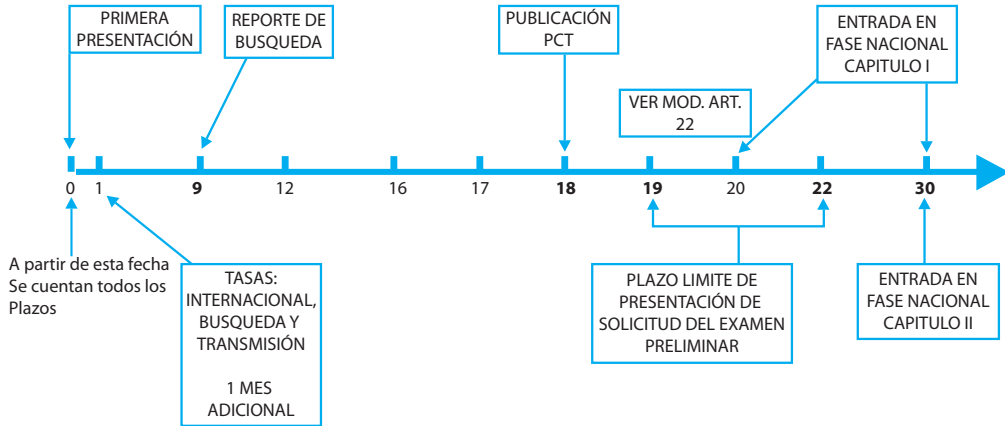 PRIMERA
PRESENTACIÓN
REPORTE DE
BUSQUEDA
PUBLICACIÓN
PCT
ENTRADA EN
FASE NACIONAL
CAPITULO I
VER MOD. ART.
22
0
1
9
12
16
17
18
19
20
22
30
A partir de esta fecha
Se cuentan todos los
Plazos
TASAS:
INTERNACIONAL,
BUSQUEDA Y
TRANSMISIÓN
1 MES
ADICIONAL
PLAZO LIMITE DE
PRESENTACIÓN DE
SOLICITUD DEL EXAMEN
PRELIMINAR
ENTRADA EN
FASE NACIONAL
CAPITULO II